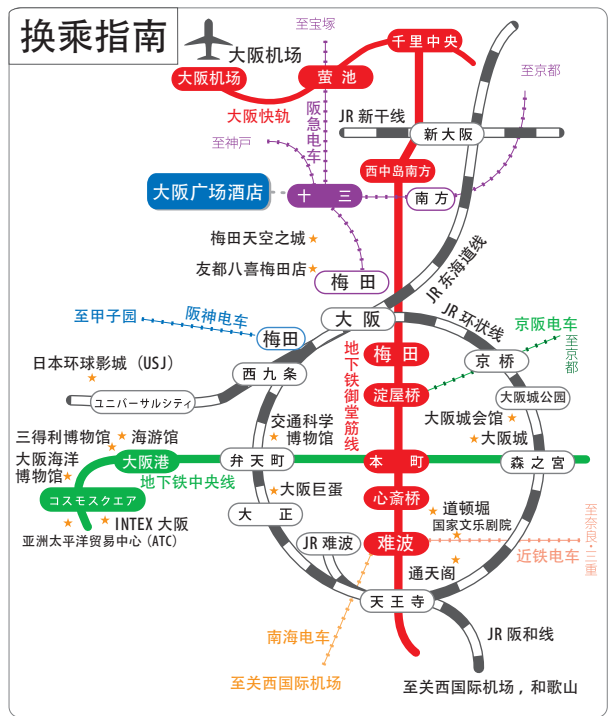 换乘指南
大阪机场
至宝塚
千里中央
大阪机场
萤池
大阪快轨
阪急电车
至京都
JR 新干线
新大阪
至神戸
西中岛南方
大阪广场酒店
十三
南方
梅田天空之城
友都八喜梅田店
梅田
JR 东海道线
大阪
JR 环状线
至甲子园
阪神电车
梅田
京阪电车
至京都
地下铁御堂筋线
梅田
京桥
日本环球影城（USJ）
西九条
淀屋桥
ユニバーサルシティ
大阪城公园
交通科学
博物馆
大阪城会馆
大阪城
三得利博物馆
海游馆
大阪海洋
博物馆
大阪港
弁天町
本町
森之宮
地下铁中央线
コスモスクエア
大阪巨蛋
心斋桥
道顿堀
国家文乐剧院
INTEX 大阪
亚洲太平洋贸易中心（ATC）
大正
JR 难波
难波
至奈良·三重
近铁电车
通天阁
天王寺
南海电车
JR 阪和线
至关西国际机场
至关西国际机场，和歌山